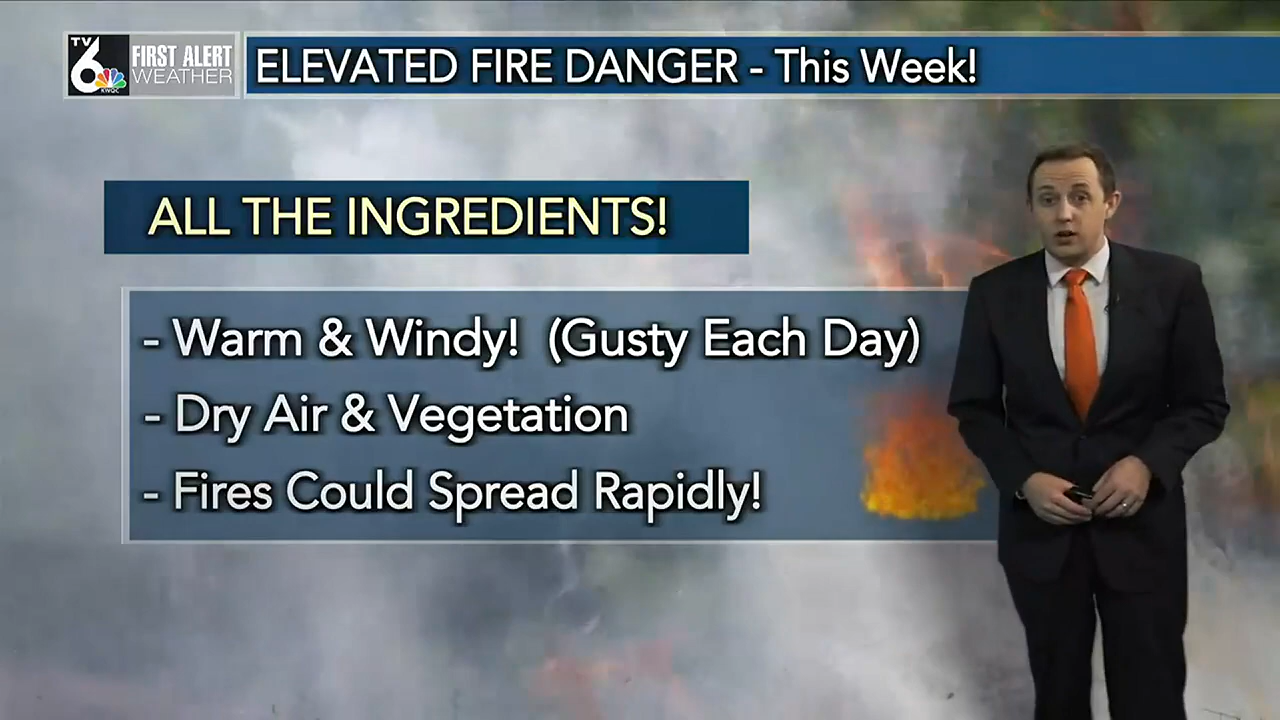 TV
6
KWQC
FIRST ALERT
WEATHER
ELEVATED FIRE DANGER - This Week!
ALL THE INGREDIENTS!
- Warm & Windy! (Gusty Each Day)
- Dry Air & Vegetation
- Fires Could Spread Rapidly!